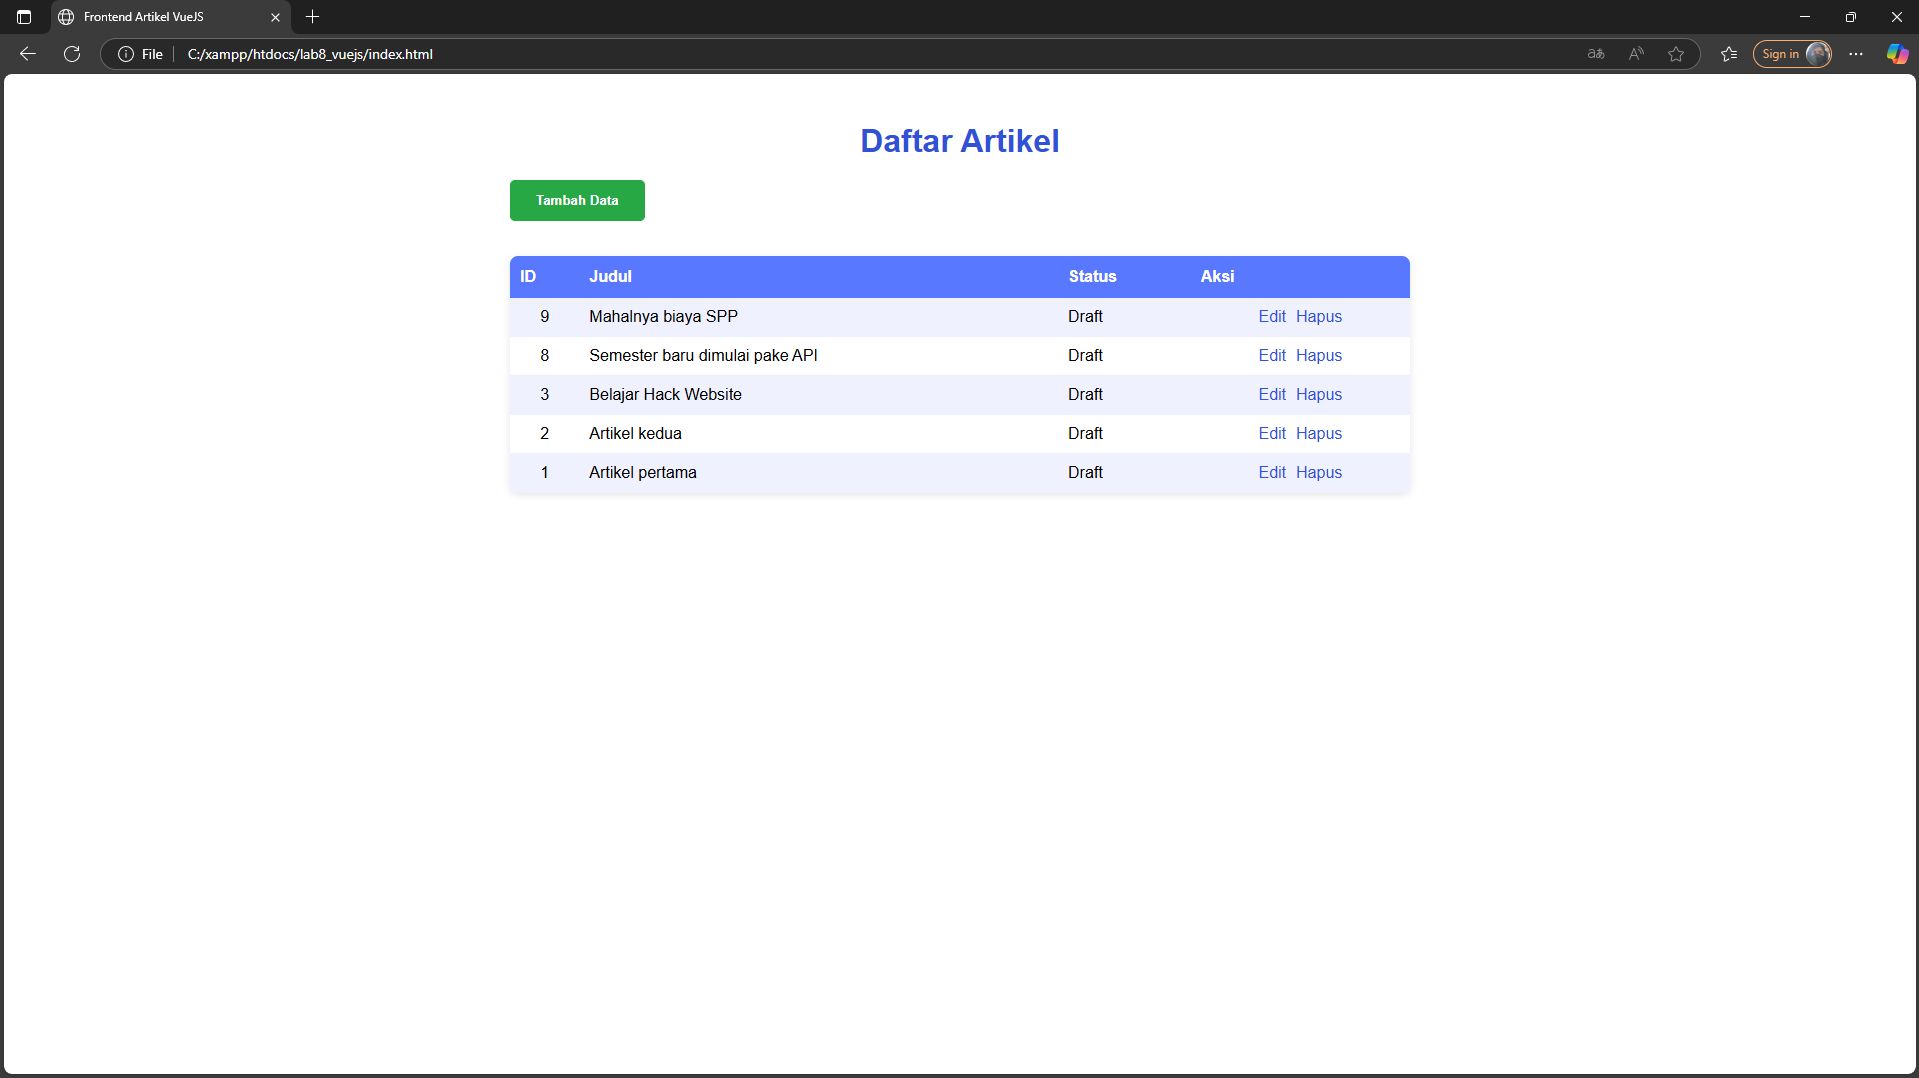 Frontend Artikel VueJS
File C:/xampp/htdocs/lab8_vuejs/index.html Sign in
Daftar Artikel
Tambah Data
ID Judul Status Aksi
9 Mahalnya biaya SPP Draft Edit Hapus
8 Semester baru dimulai pake API Draft Edit Hapus
3 Belajar Hack Website Draft Edit Hapus
2 Artikel kedua Draft Edit Hapus
1 Artikel pertama Draft Edit Hapus